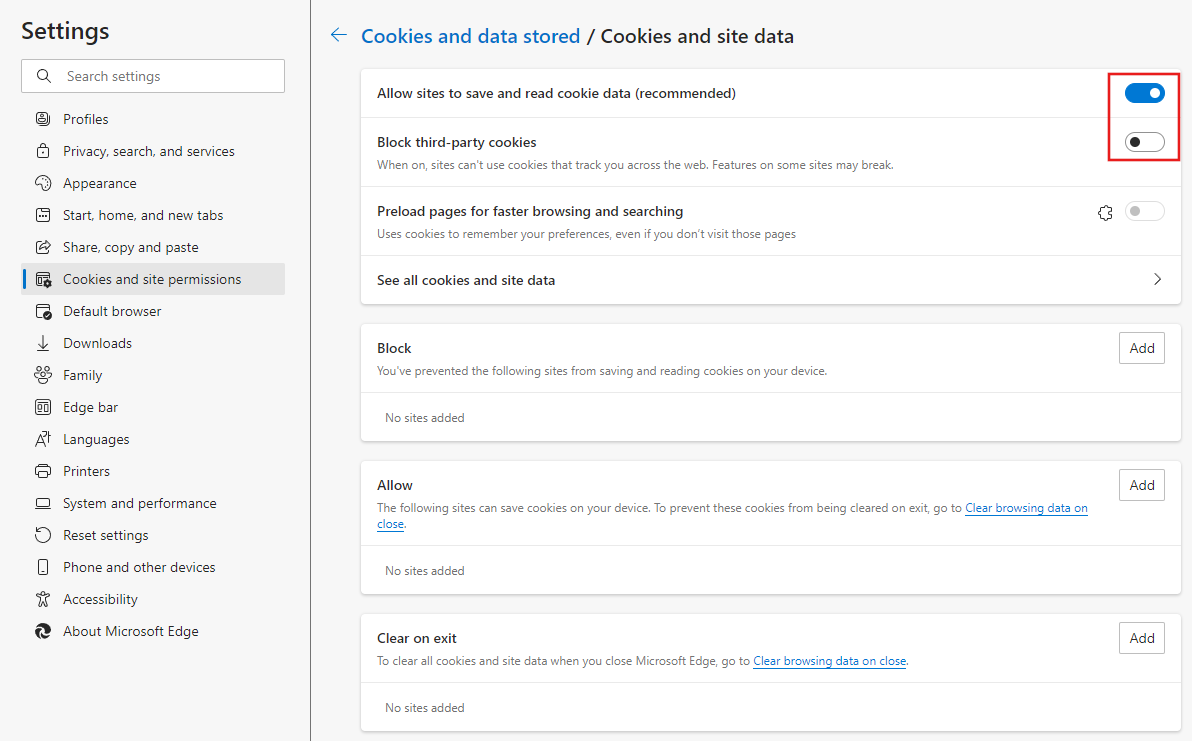 Settings
Search settings
Profiles
Privacy, search, and services
Appearance
Start, home, and new tabs
Share, copy and paste
Cookies and site permissions
Default browser
Downloads
Family
Edge bar
Languages
Printers
System and performance
Reset settings
Phone and other devices
Accessibility
About Microsoft Edge
Cookies and data stored / Cookies and site data
Allow sites to save and read cookie data (recommended)
Block third-party cookies
When on, sites can't use cookies that track you across the web. Features on some sites may break.
Preload pages for faster browsing and searching
Uses cookies to remember your preferences, even if you don't visit those pages
See all cookies and site data
Block
Add
You've prevented the following sites from saving and reading cookies on your device.
No sites added
Allow
Add
The following sites can save cookies on your device. To prevent these cookies from being cleared on exit, go to Clear browsing data on
close.
No sites added
Clear on exit
Add
To clear all cookies and site data when you close Microsoft Edge, go to Clear browsing data on close.
No sites added